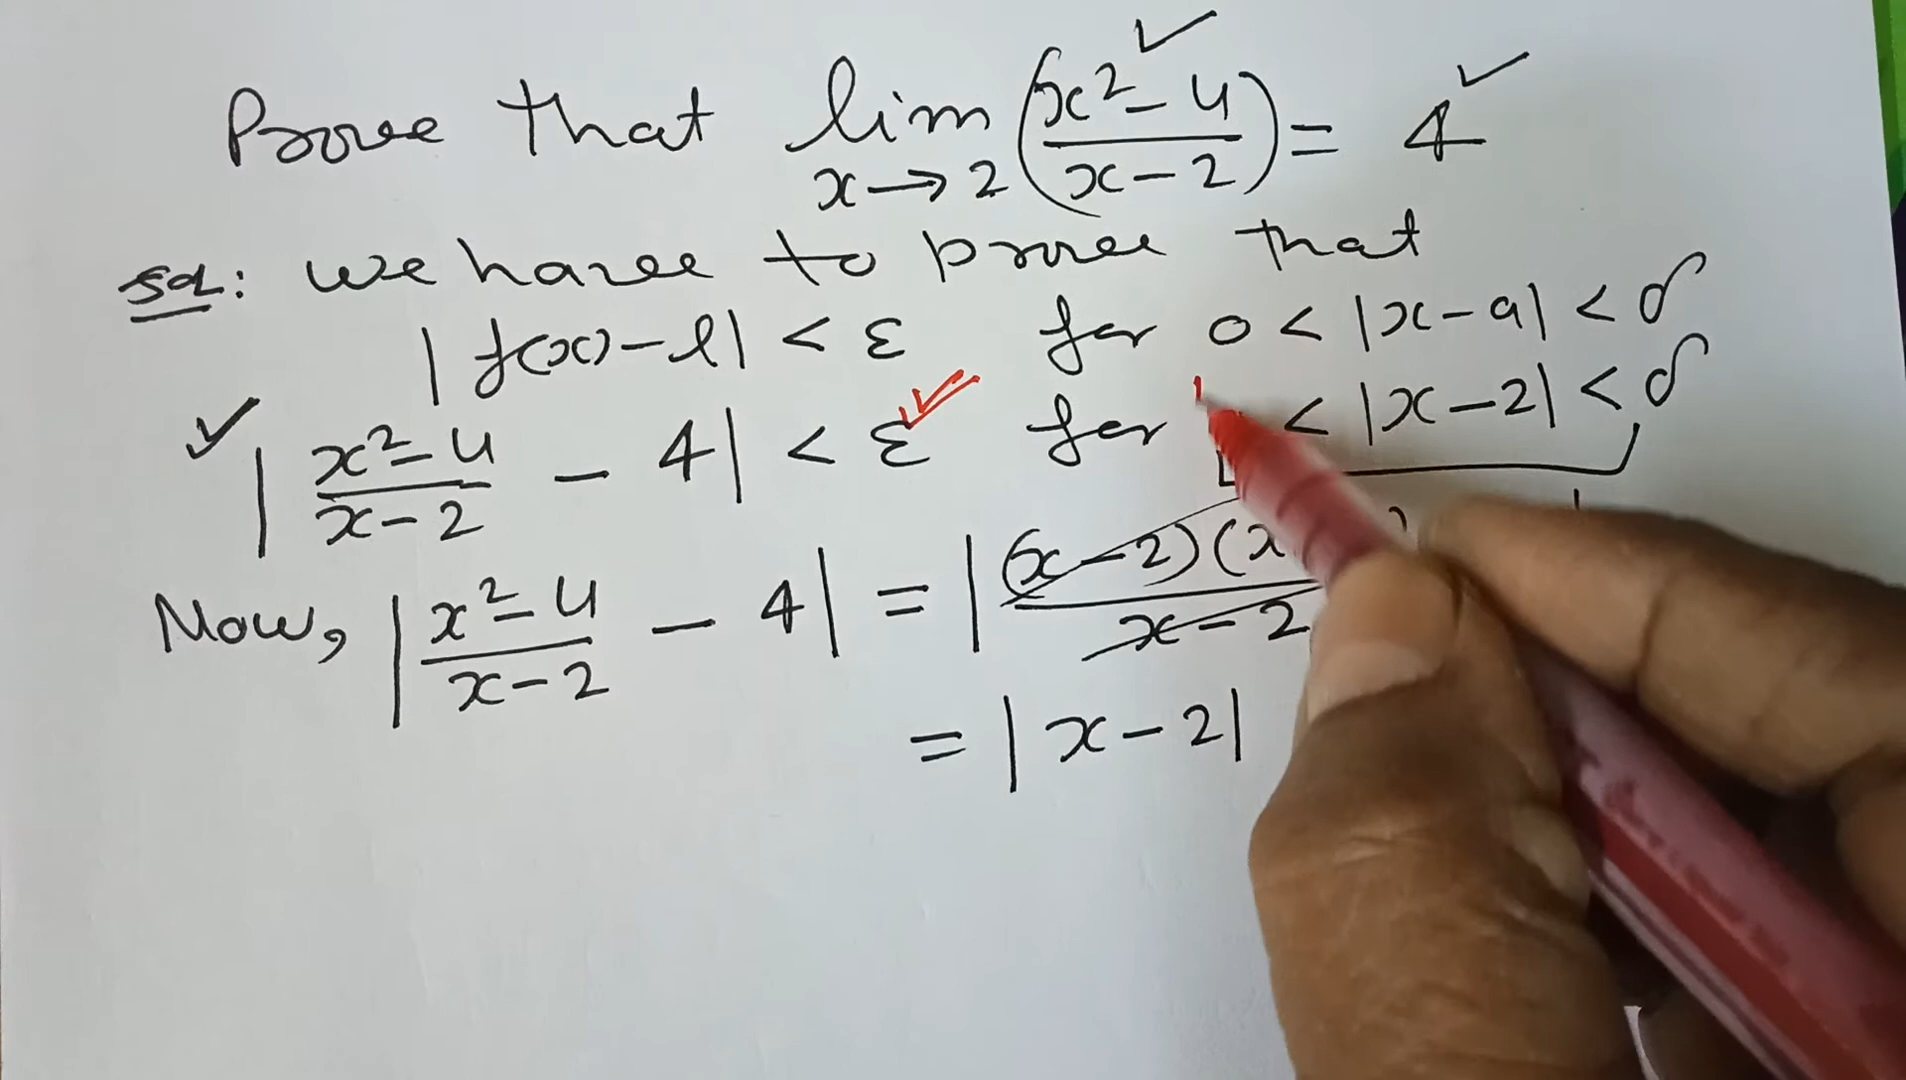 Prove that lim x→2 (x²-4 / x-2) = 4
Sol: we have to prove that
|f(x)-l| < ε for 0 < |x-a| < δ
|x²-4 / x-2 - 4| < ε for < |x-2| < δ
Now, |x²-4 / x-2 - 4| = |(x-2)(x / x-2
= |x-2|